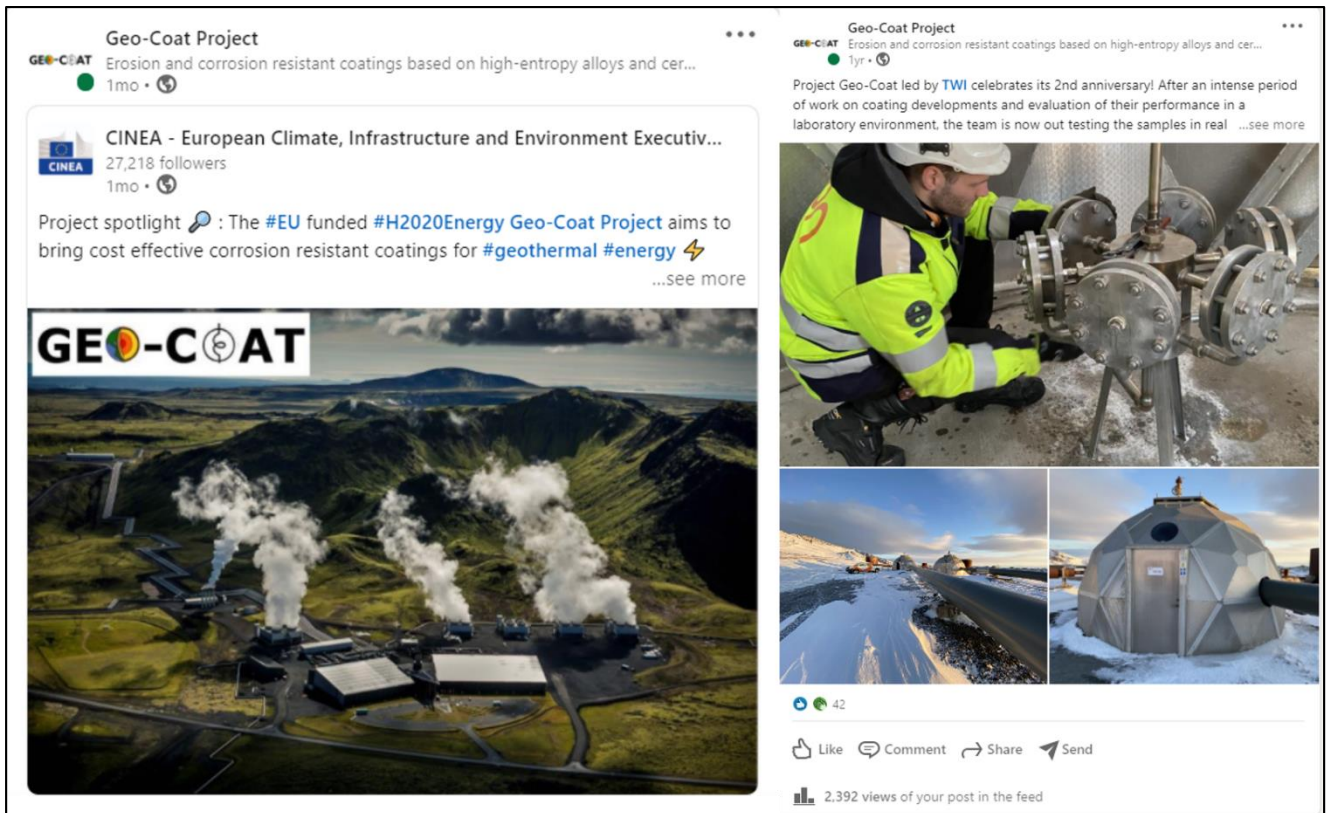 Geo-Coat Project
GEO-COAT
Erosion and corrosion resistant coatings based on high-entropy alloys and cer...
1mo •
CINEA - European Climate, Infrastructure and Environment Executiv...
CINEA
27,218 followers
1mo •
Project spotlight 🔎 : The #EU funded #H2020Energy Geo-Coat Project aims to
bring cost effective corrosion resistant coatings for #geothermal #energy ⚡
...see more
GEO-COAT
Geo-Coat Project
GEO-COAT
Erosion and corrosion resistant coatings based on high-entropy alloys and cer...
1yr •
Project Geo-Coat led by TWI celebrates its 2nd anniversary! After an intense period
of work on coating developments and evaluation of their performance in a
laboratory environment, the team is now out testing the samples in real ...see more
42
Like Comment Share Send
2,392 views of your post in the feed